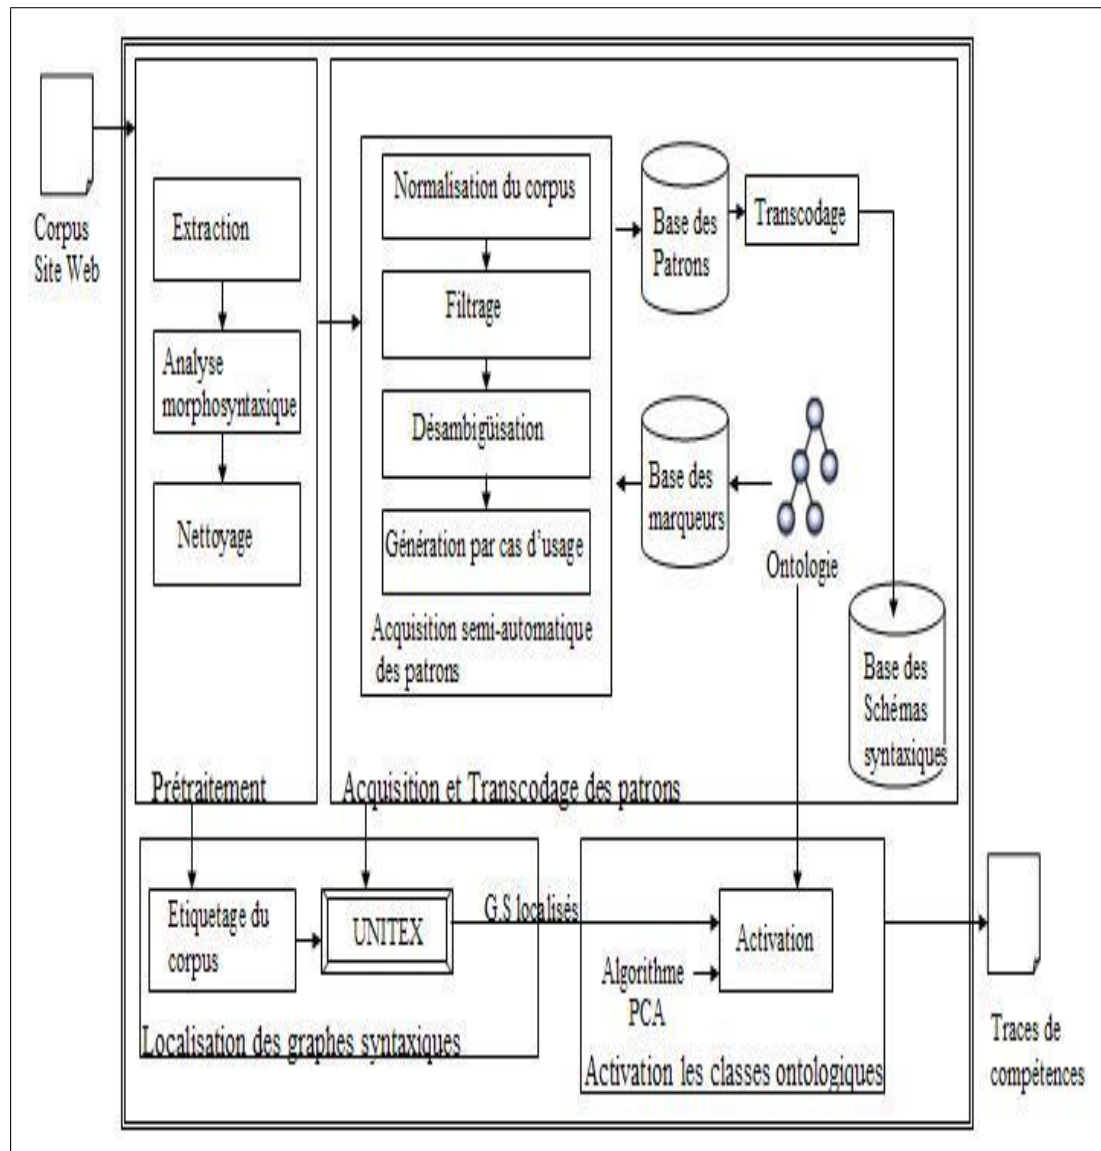 Corpus
Site Web
Extraction
Analyse
morphosyntaxique
Nettoyage
Prétraitement
Normalisation du corpus
Filtrage
Désambigüisation
Génération par cas d'usage
Acquisition semi-automatique
des patrons
Base des
Patrons
Transcodage
Base des
marqueurs
Ontologie
Base des
Schémas
syntaxiques
Acquisition et Transcodage des patrons
Etiquetage du
corpus
UNITEX
G.S localisés
Localisation des graphes syntaxiques
Algorithme
PCA
Activation
Activation les classes ontologiques
Traces de
compétences